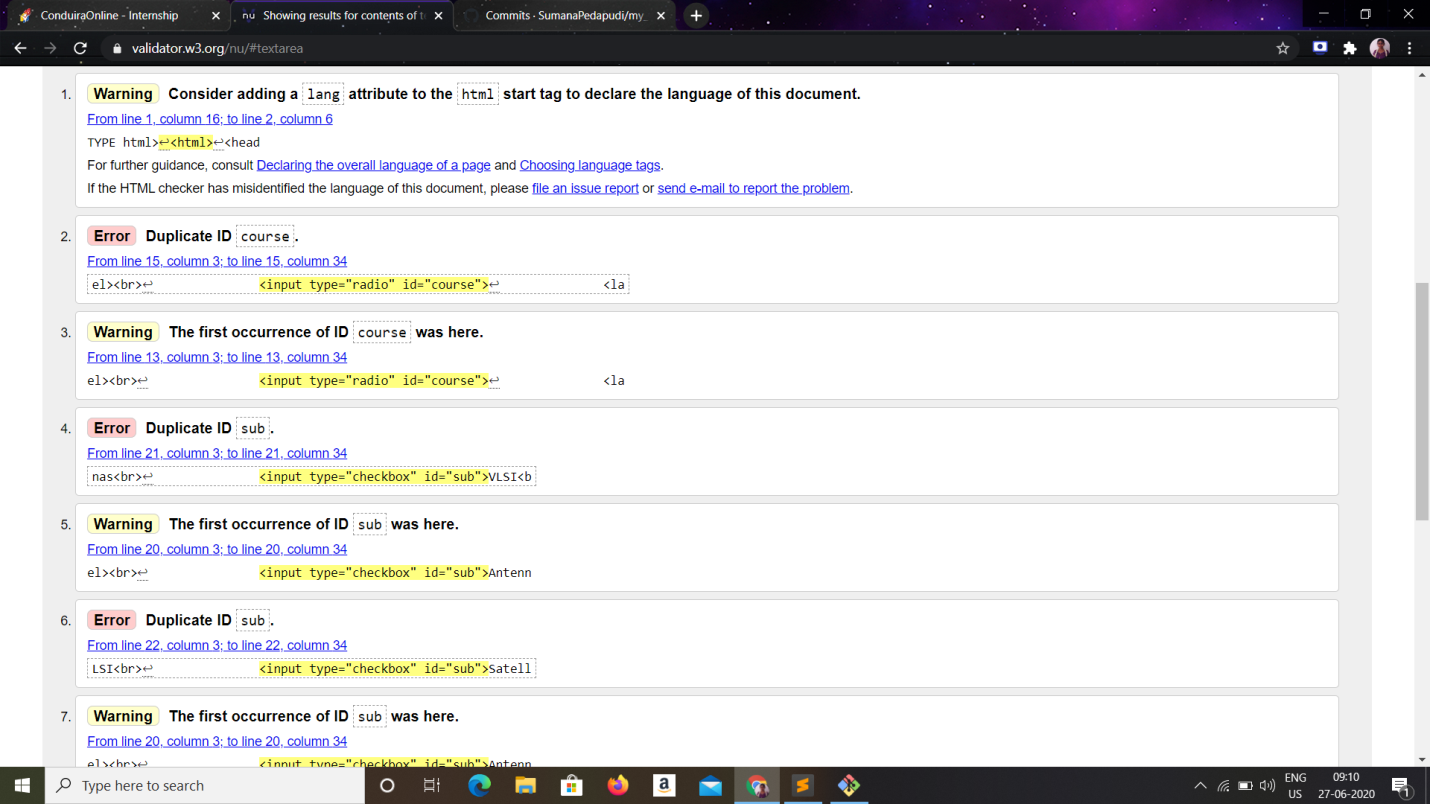 ConduiraOnline - Internship
nu Showing results for contents of te
Commits · SumanaPedapudi/my_
validator.w3.org/nu/#textarea
1. Warning Consider adding a lang attribute to the html start tag to declare the language of this document.
From line 1, column 16; to line 2, column 6
TYPE html>↩<html>↩<head
For further guidance, consult Declaring the overall language of a page and Choosing language tags.
If the HTML checker has misidentified the language of this document, please file an issue report or send e-mail to report the problem.
2. Error Duplicate ID course.
From line 15, column 3; to line 15, column 34
el><br>↩ <input type="radio" id="course">↩ <la
3. Warning The first occurrence of ID course was here.
From line 13, column 3; to line 13, column 34
el><br>↩ <input type="radio" id="course">↩ <la
4. Error Duplicate ID sub.
From line 21, column 3; to line 21, column 34
nas<br>↩ <input type="checkbox" id="sub">VLSI<b
5. Warning The first occurrence of ID sub was here.
From line 20, column 3; to line 20, column 34
el><br>↩ <input type="checkbox" id="sub">Antenn
6. Error Duplicate ID sub.
From line 22, column 3; to line 22, column 34
LSI<br>↩ <input type="checkbox" id="sub">Satell
7. Warning The first occurrence of ID sub was here.
From line 20, column 3; to line 20, column 34
el><br>↩ <input type="checkbox" id="sub">Antenn
Type here to search
a
ENG
US
09:10
27-06-2020
1